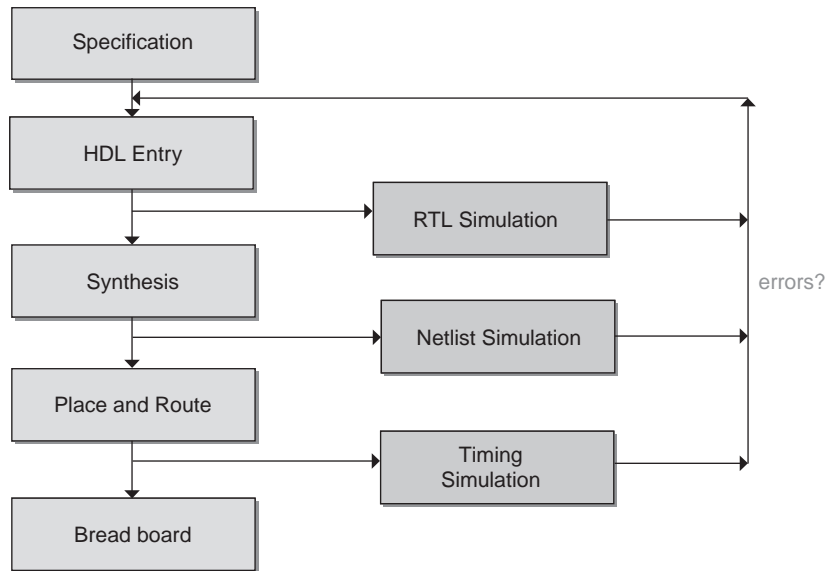 Specification
HDL Entry
RTL Simulation
Synthesis
errors?
Netlist Simulation
Place and Route
Timing
Simulation
Bread board